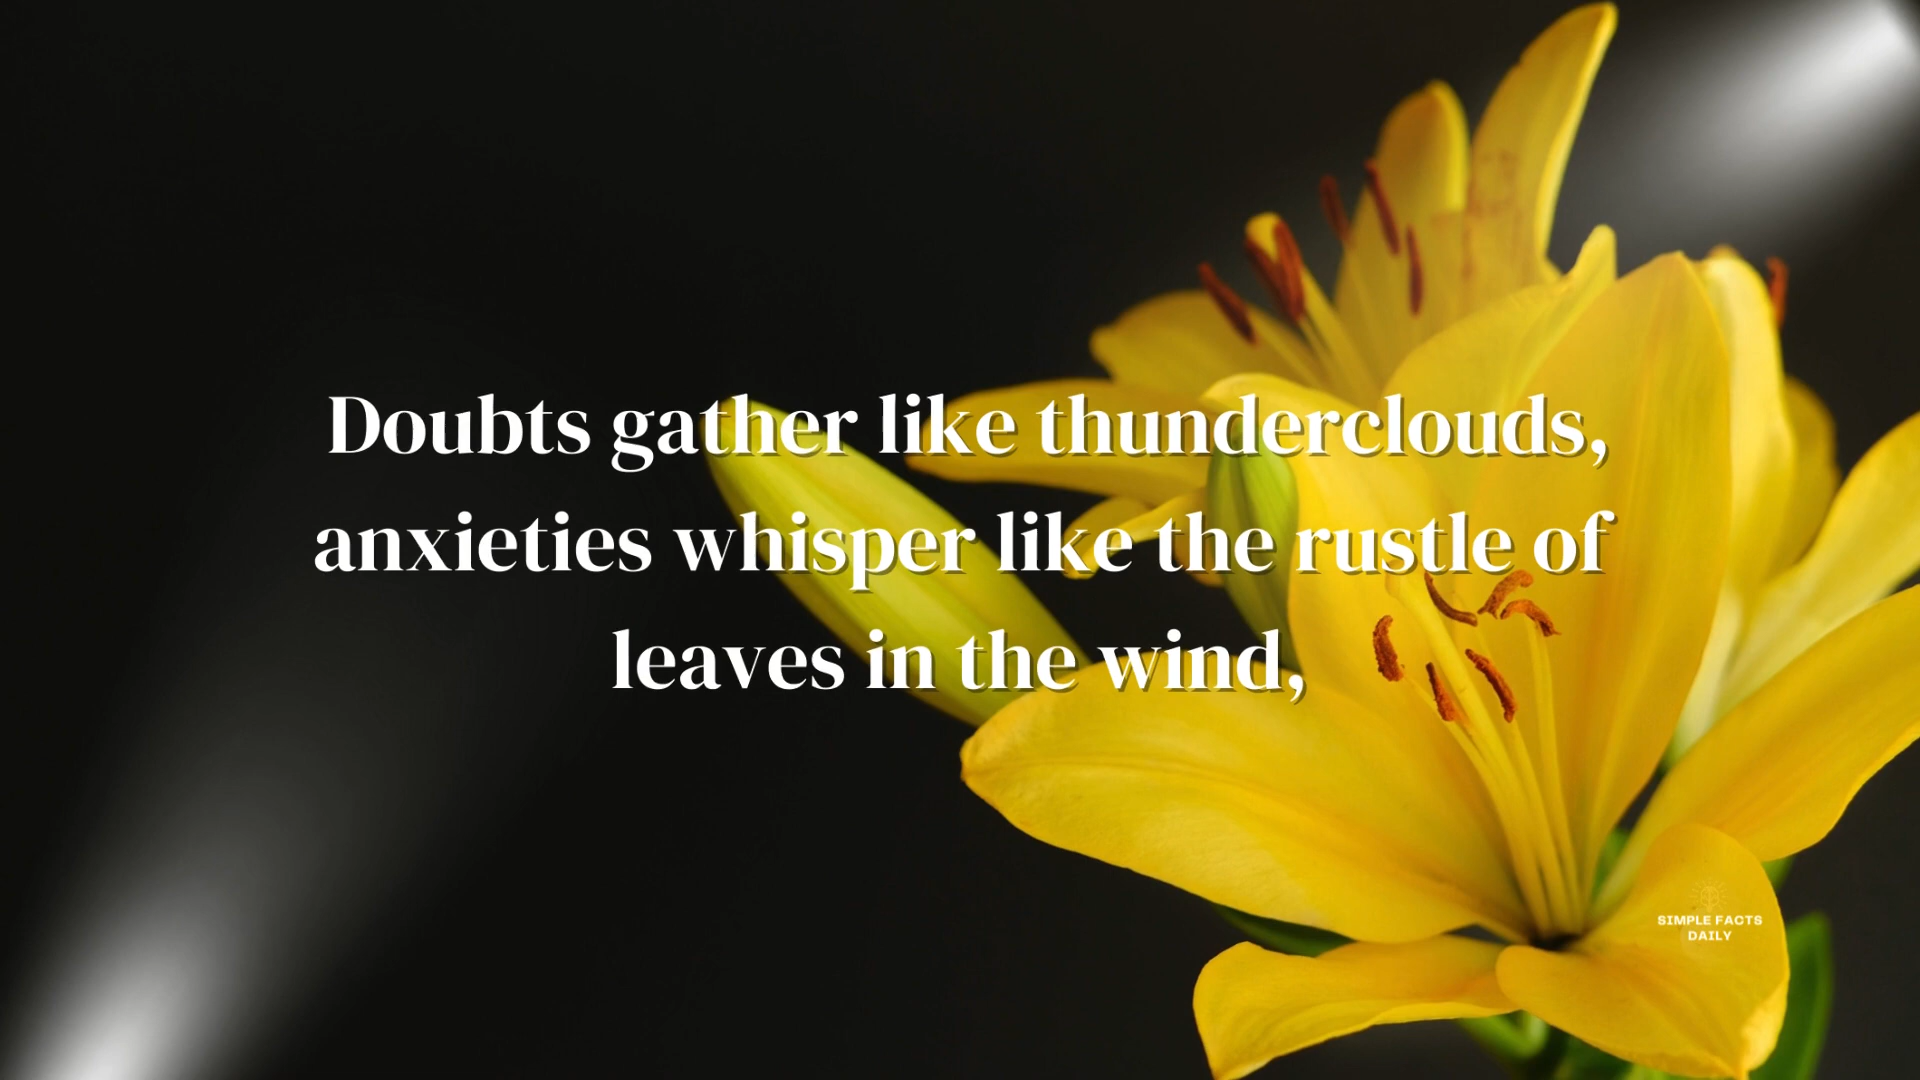 Doubts gather like thunderclouds,
anxieties whisper like the rustle of
leaves in the wind,
SIMPLE FACTS
DAILY